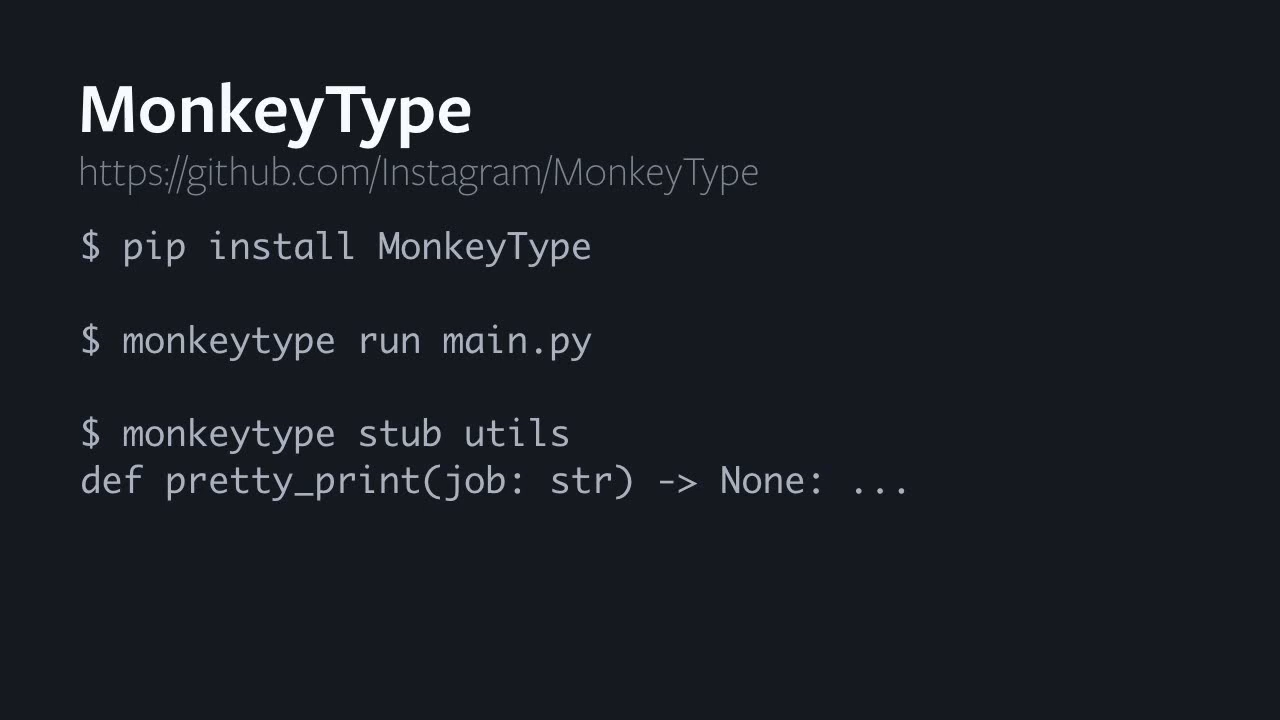 MonkeyType
https://github.com/Instagram/MonkeyType
$ pip install MonkeyType
$ monkeytype run main.py
$ monkeytype stub utils
def pretty_print(job: str) -> None: ...